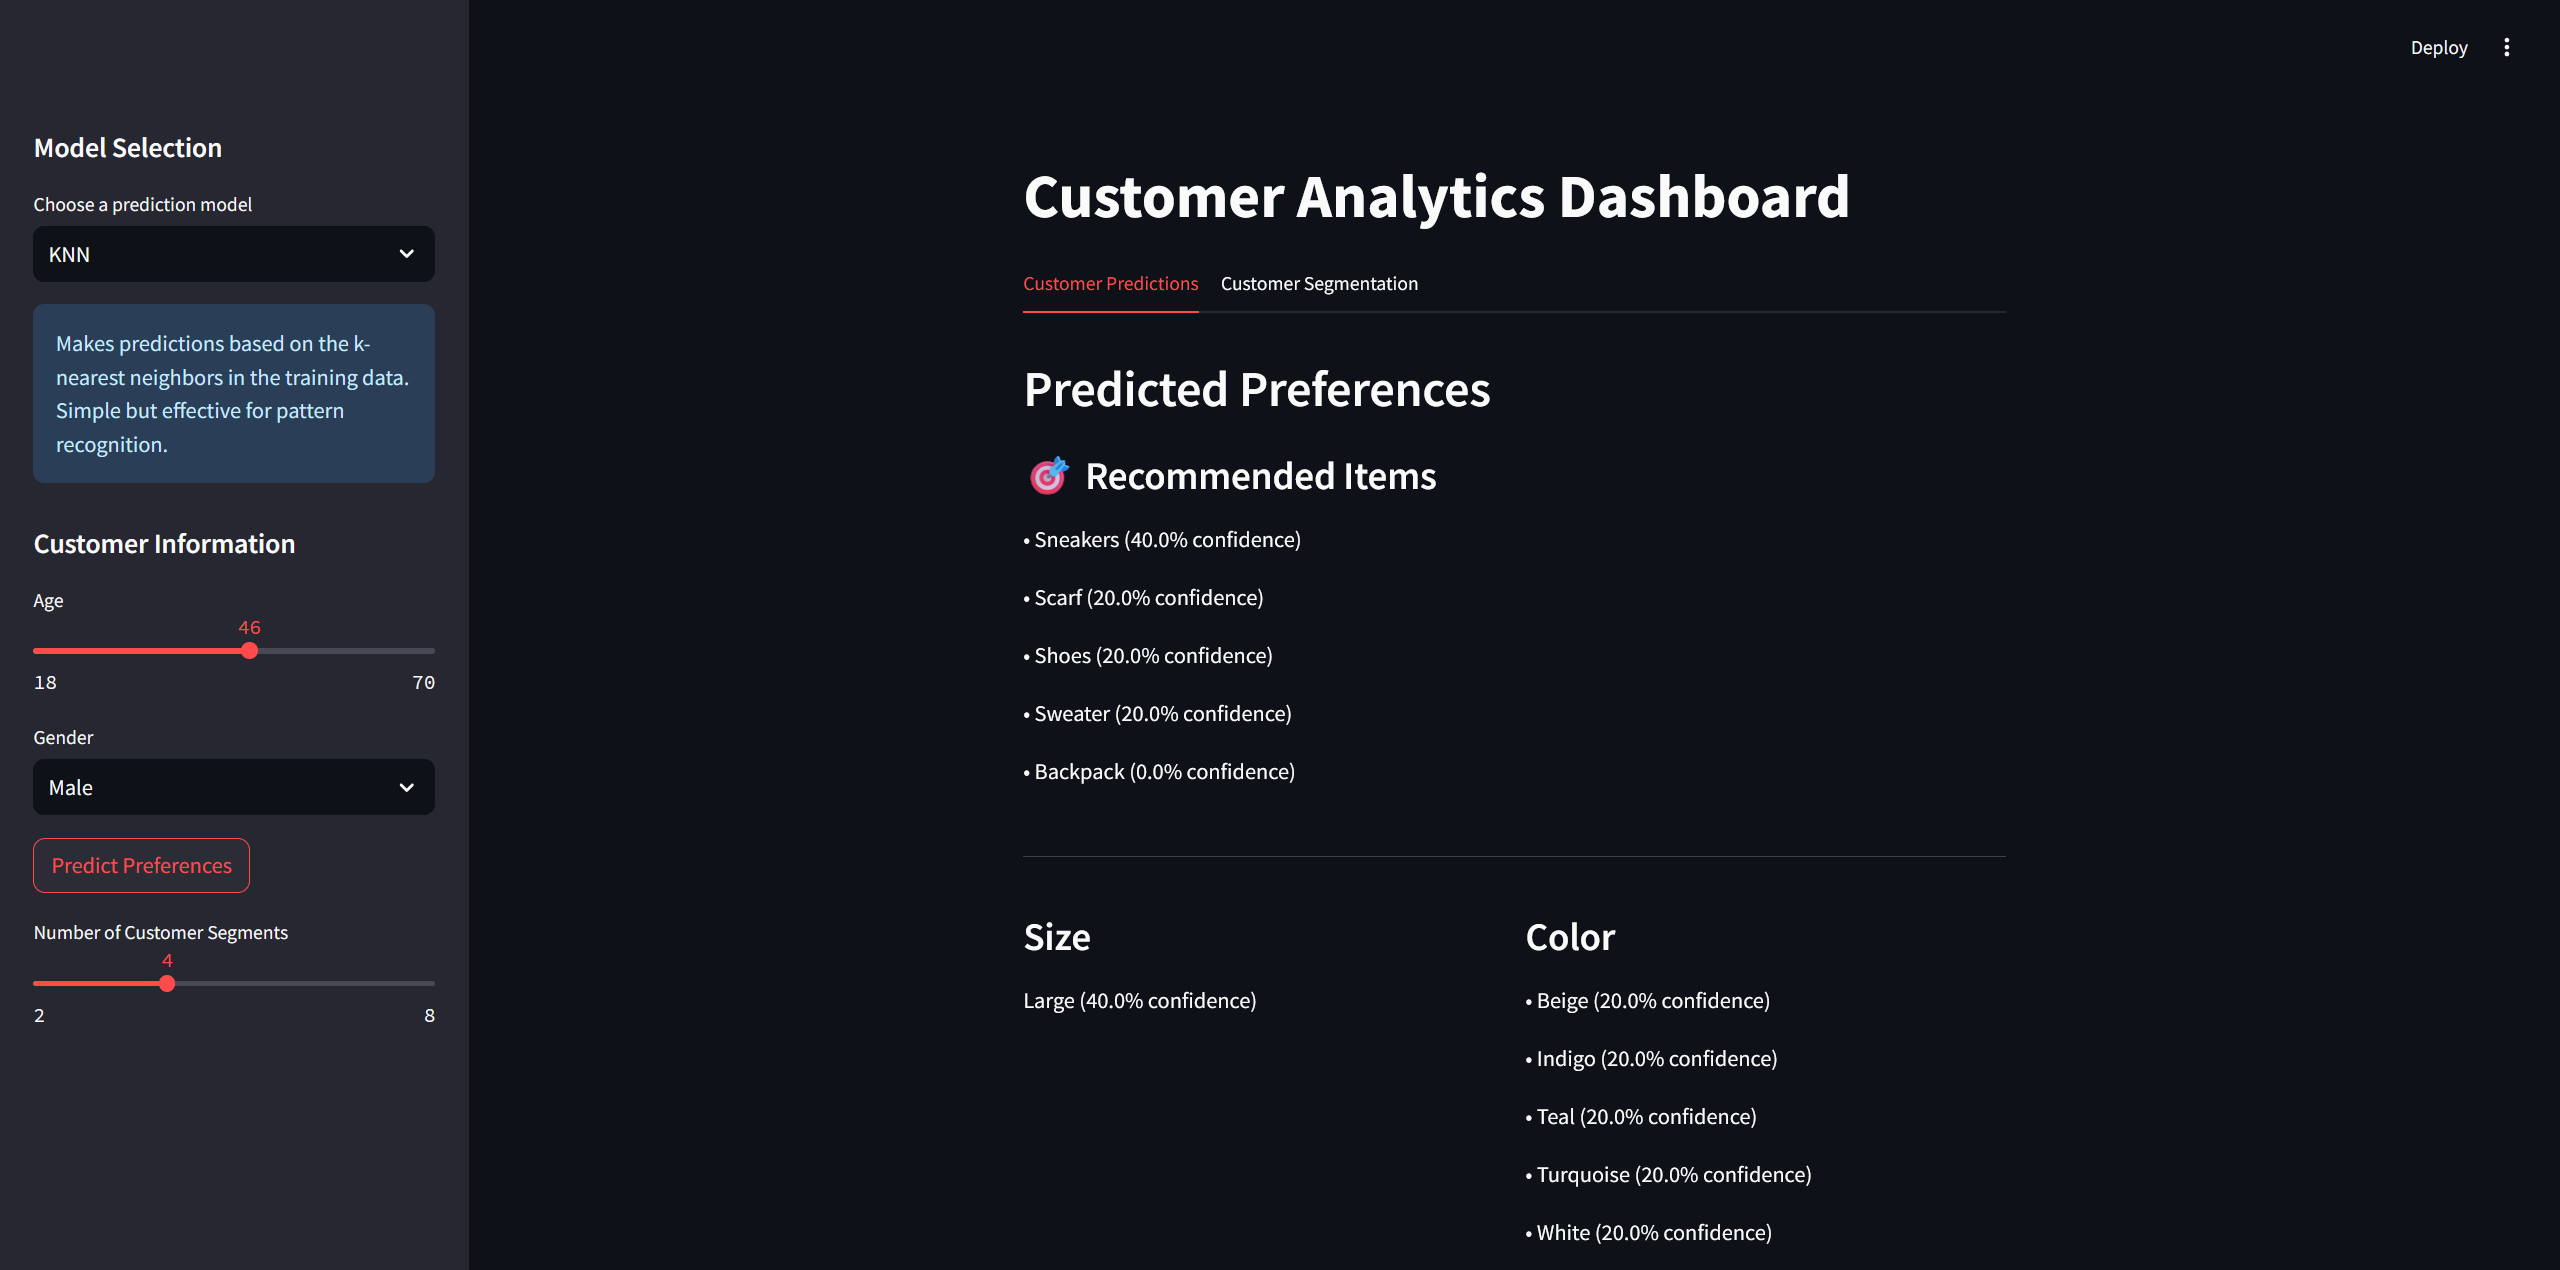 Deploy
Model Selection
Choose a prediction model
KNN
Makes predictions based on the k-
nearest neighbors in the training data.
Simple but effective for pattern
recognition.
Customer Information
Age
46
18 70
Gender
Male
Predict Preferences
Number of Customer Segments
4
2 8
Customer Analytics Dashboard
Customer Predictions Customer Segmentation
Predicted Preferences
Recommended Items
• Sneakers (40.0% confidence)
• Scarf (20.0% confidence)
• Shoes (20.0% confidence)
• Sweater (20.0% confidence)
• Backpack (0.0% confidence)
Size
Large (40.0% confidence)
Color
• Beige (20.0% confidence)
• Indigo (20.0% confidence)
• Teal (20.0% confidence)
• Turquoise (20.0% confidence)
• White (20.0% confidence)